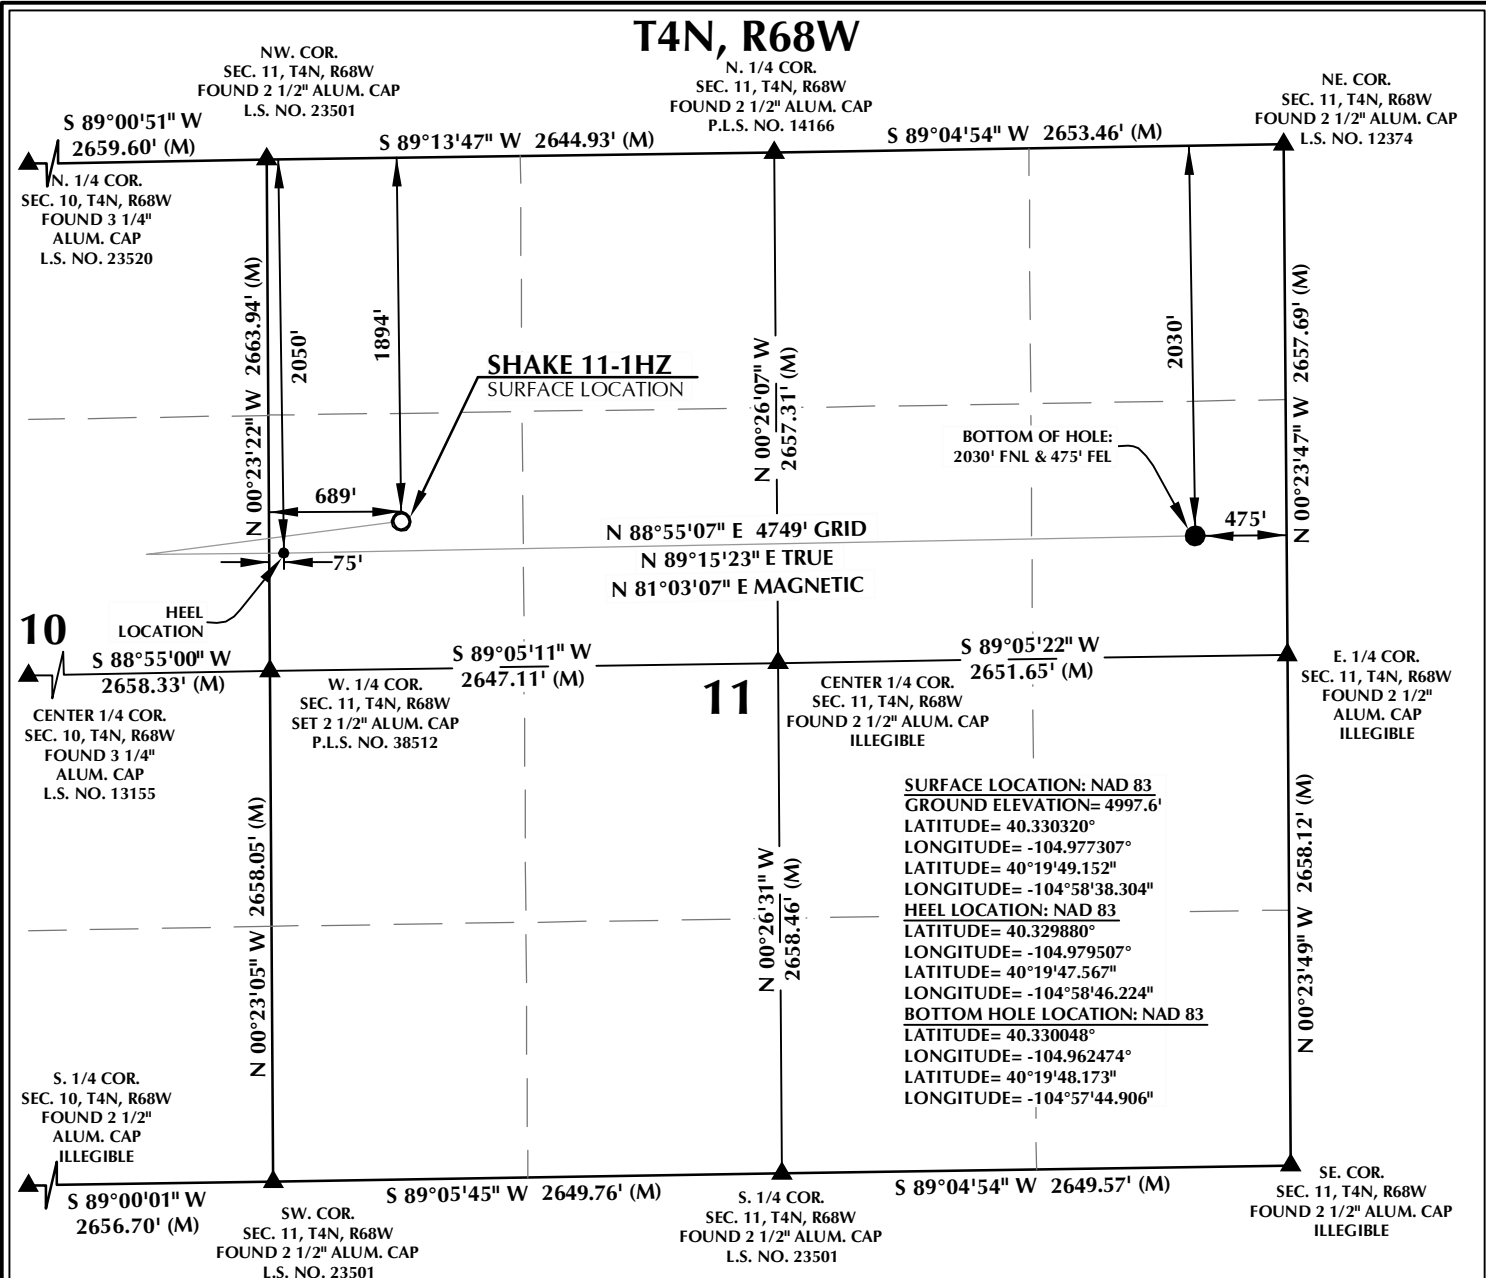 T4N, R68W
NW. COR.
SEC. 11, T4N, R68W
FOUND 2 1/2" ALUM. CAP
L.S. NO. 23501
N. 1/4 COR.
SEC. 11, T4N, R68W
FOUND 2 1/2" ALUM. CAP
P.L.S. NO. 14166
NE. COR.
SEC. 11, T4N, R68W
FOUND 2 1/2" ALUM. CAP
L.S. NO. 12374
S 89°00'51" W
2659.60' (M)
S 89°13'47" W 2644.93' (M)
S 89°04'54" W 2653.46' (M)
N. 1/4 COR.
SEC. 10, T4N, R68W
FOUND 3 1/4"
ALUM. CAP
L.S. NO. 23520
N 00°23'22" W 2663.94' (M)
2050'
1894'
SHAKE 11-1HZ
SURFACE LOCATION
N 00°26'07" W
2657.31' (M)
2030'
N 00°23'47" W 2657.69' (M)
BOTTOM OF HOLE:
2030' FNL & 475' FEL
689'
475'
75'
N 88°55'07" E 4749' GRID
N 89°15'23" E TRUE
N 81°03'07" E MAGNETIC
HEEL
LOCATION
10
S 88°55'00" W
2658.33' (M)
S 89°05'11" W
2647.11' (M)
S 89°05'22" W
2651.65' (M)
CENTER 1/4 COR.
SEC. 10, T4N, R68W
FOUND 3 1/4"
ALUM. CAP
L.S. NO. 13155
W. 1/4 COR.
SEC. 11, T4N, R68W
SET 2 1/2" ALUM. CAP
P.L.S. NO. 38512
11
CENTER 1/4 COR.
SEC. 11, T4N, R68W
FOUND 2 1/2" ALUM. CAP
ILLEGIBLE
E. 1/4 COR.
SEC. 11, T4N, R68W
FOUND 2 1/2"
ALUM. CAP
ILLEGIBLE
N 00°23'05" W 2658.05' (M)
N 00°26'31" W
2658.46' (M)
SURFACE LOCATION: NAD 83
GROUND ELEVATION= 4997.6'
LATITUDE= 40.330320°
LONGITUDE= -104.977307°
LATITUDE= 40°19'49.152"
LONGITUDE= -104°58'38.304"
HEEL LOCATION: NAD 83
LATITUDE= 40.329880°
LONGITUDE= -104.979507°
LATITUDE= 40°19'47.567"
LONGITUDE= -104°58'46.224"
BOTTOM HOLE LOCATION: NAD 83
LATITUDE= 40.330048°
LONGITUDE= -104.962474°
LATITUDE= 40°19'48.173"
LONGITUDE= -104°57'44.906"
N 00°23'49" W 2658.12' (M)
S. 1/4 COR.
SEC. 10, T4N, R68W
FOUND 2 1/2"
ALUM. CAP
ILLEGIBLE
S 89°00'01" W
2656.70' (M)
S 89°05'45" W 2649.76' (M)
S 89°04'54" W 2649.57' (M)
SW. COR.
SEC. 11, T4N, R68W
FOUND 2 1/2" ALUM. CAP
L.S. NO. 23501
S. 1/4 COR.
SEC. 11, T4N, R68W
FOUND 2 1/2" ALUM. CAP
L.S. NO. 23501
SE. COR.
SEC. 11, T4N, R68W
FOUND 2 1/2" ALUM. CAP
ILLEGIBLE